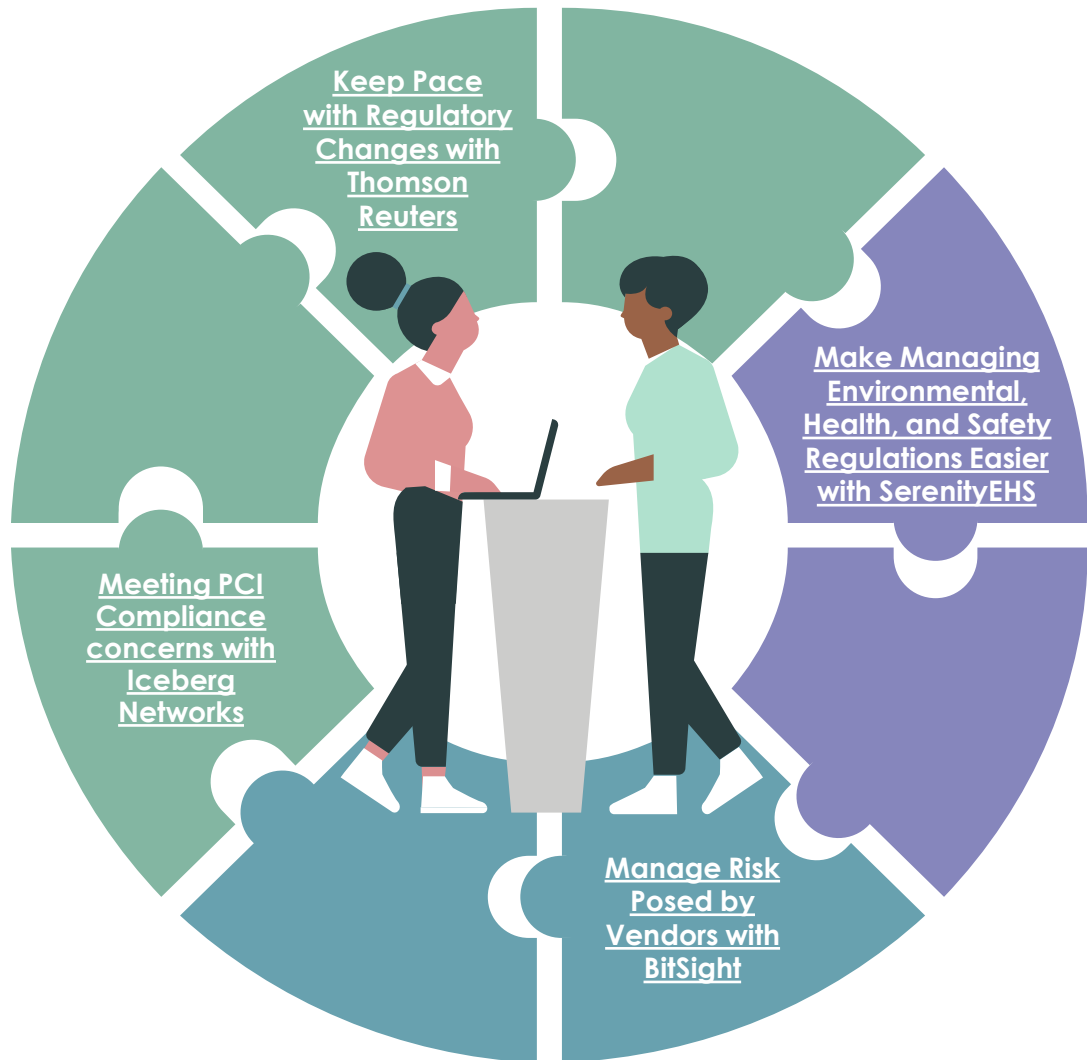 Keep Pace
with Regulatory
Changes with
Thomson
Reuters
Make Managing
Environmental,
Health, and Safety
Regulations Easier
with SerenityEHS
Meeting PCI
Compliance
concerns with
Iceberg
Networks
Manage Risk
Posed by
Vendors with
BitSight